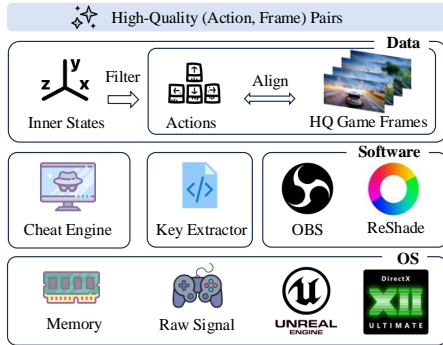 High-Quality (Action, Frame) Pairs
Data
y
z x
Filter
Align
Inner States
Actions
HQ Game Frames
Software
</>
Cheat Engine
Key Extractor
OBS
ReShade
OS
Memory
Raw Signal
UNREAL
ENGINE
DirectX
XII
ULTIMATE